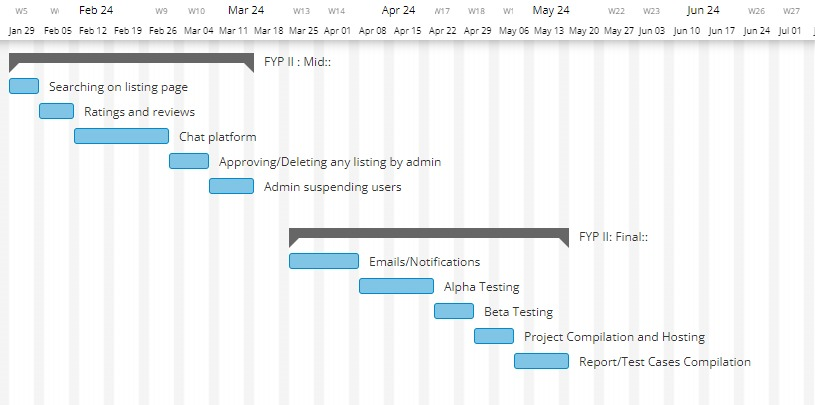 W5 W Feb 24 W9 W10 Mar 24 W13 W14 Apr 24 W17 W18 W1 May 24 W22 W23 Jun 24 W26 W27
Jan 29 Feb 05 Feb 12 Feb 19 Feb 26 Mar 04 Mar 11 Mar 18 Mar 25 Apr 01 Apr 08 Apr 15 Apr 22 Apr 29 May 06 May 13 May 20 May 27 Jun 03 Jun 10 Jun 17 Jun 24 Jul 01
FYP II : Mid::
Searching on listing page
Ratings and reviews
Chat platform
Approving/Deleting any listing by admin
Admin suspending users
FYP II: Final::
Emails/Notifications
Alpha Testing
Beta Testing
Project Compilation and Hosting
Report/Test Cases Compilation